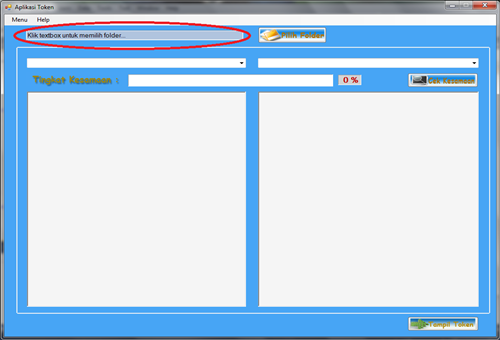 Aplikasi Token
Menu Help
Klik textbox untuk memilih folder...
Pilih Folder
Tingkat Kesamaan :
0 %
Cek Kesamaan
Tampil Token